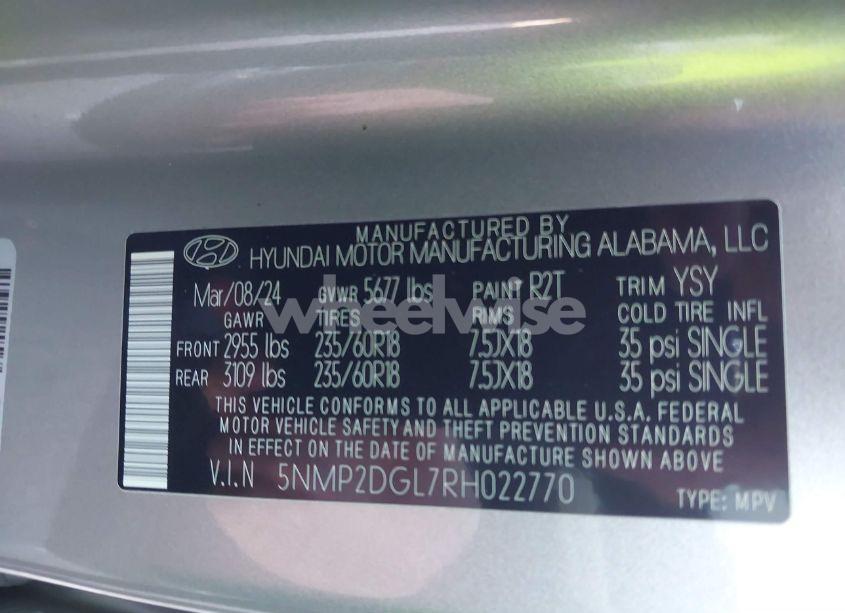 MANUFACTURED BY
HYUNDAI MOTOR MANUFACTURING ALABAMA, LLC
Mar/08/24 GVWR 5677 lbs PAINT R2T TRIM YSY
GAWR TIRES RIMS COLD TIRE INFL
FRONT 2955 lbs 235/60R18 7.5JX18 35 psi SINGLE
REAR 3109 lbs 235/60R18 7.5JX18 35 psi SINGLE
THIS VEHICLE CONFORMS TO ALL APPLICABLE U.S.A. FEDERAL
MOTOR VEHICLE SAFETY AND THEFT PREVENTION STANDARDS
IN EFFECT ON THE DATE OF MANUFACTURE SHOWN ABOVE
V.I.N 5NMP2DGL7RH022770
TYPE: MPV
wheelwise